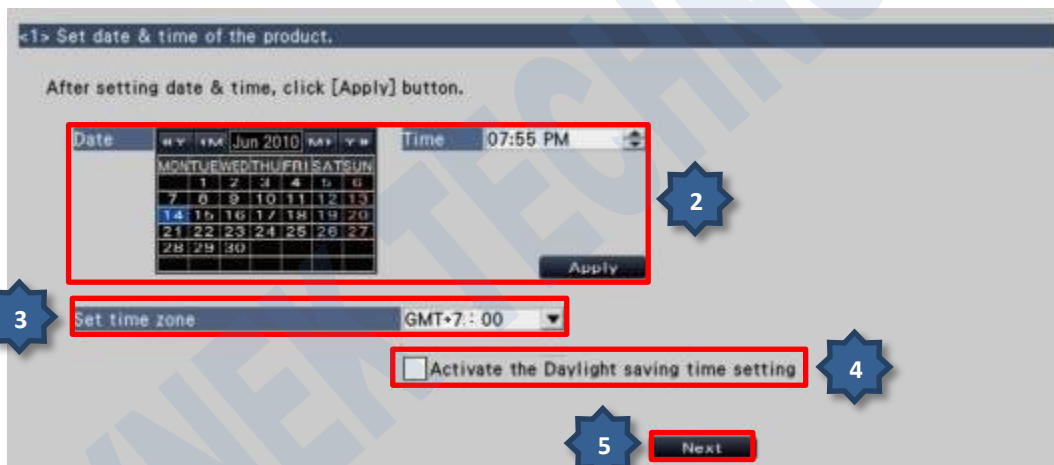 <1> Set date & time of the product.
After setting date & time, click [Apply] button.
Date Jun 2010 Time 07:55 PM
MON TUE WED THU FRI SAT SUN
1 2 3 4 5 6
7 8 9 10 11 12 13
2
14 15 16 17 18 19 20
21 22 23 24 25 26 27
28 29 30
Apply
3 Set time zone GMT+7 : 00
Activate the Daylight saving time setting 4
5 Next